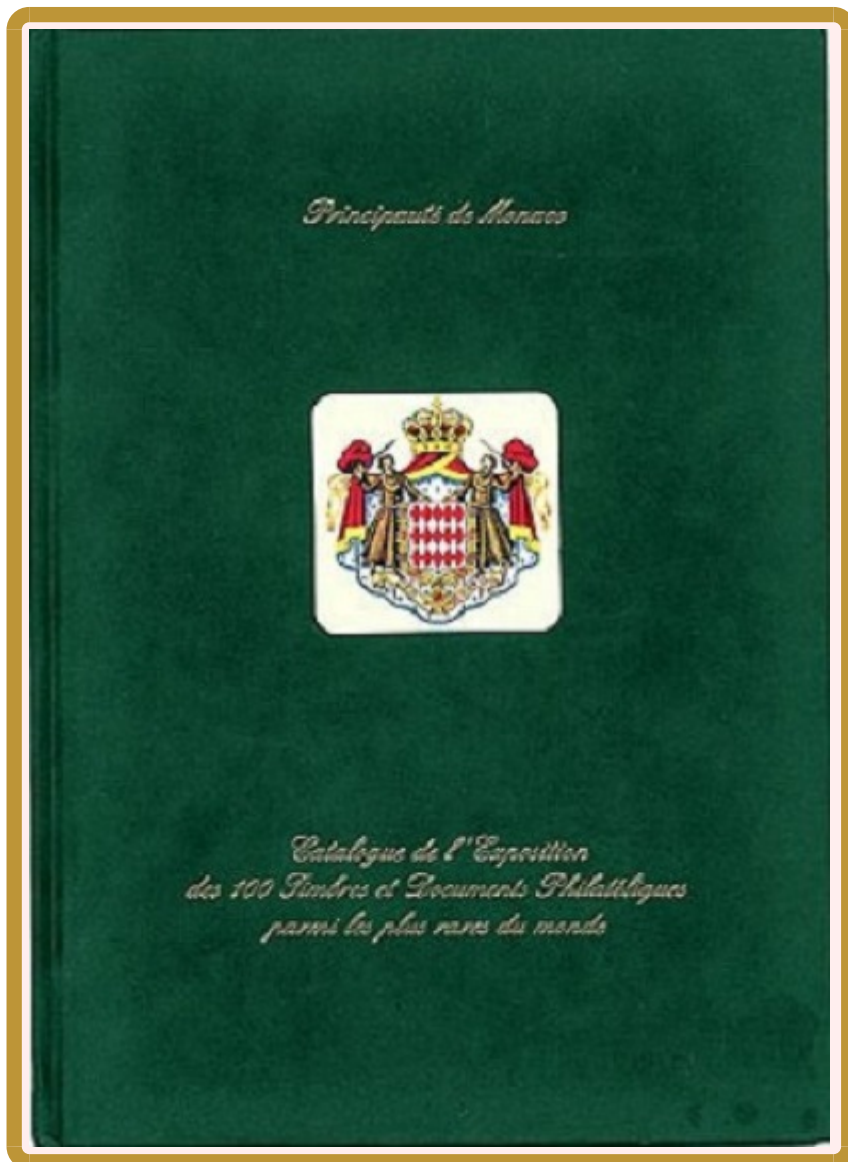 Principauté de Monaco
Catalogue de l'Exposition
des 100 Timbres et Documents Philatéliques
parmi les plus rares du monde